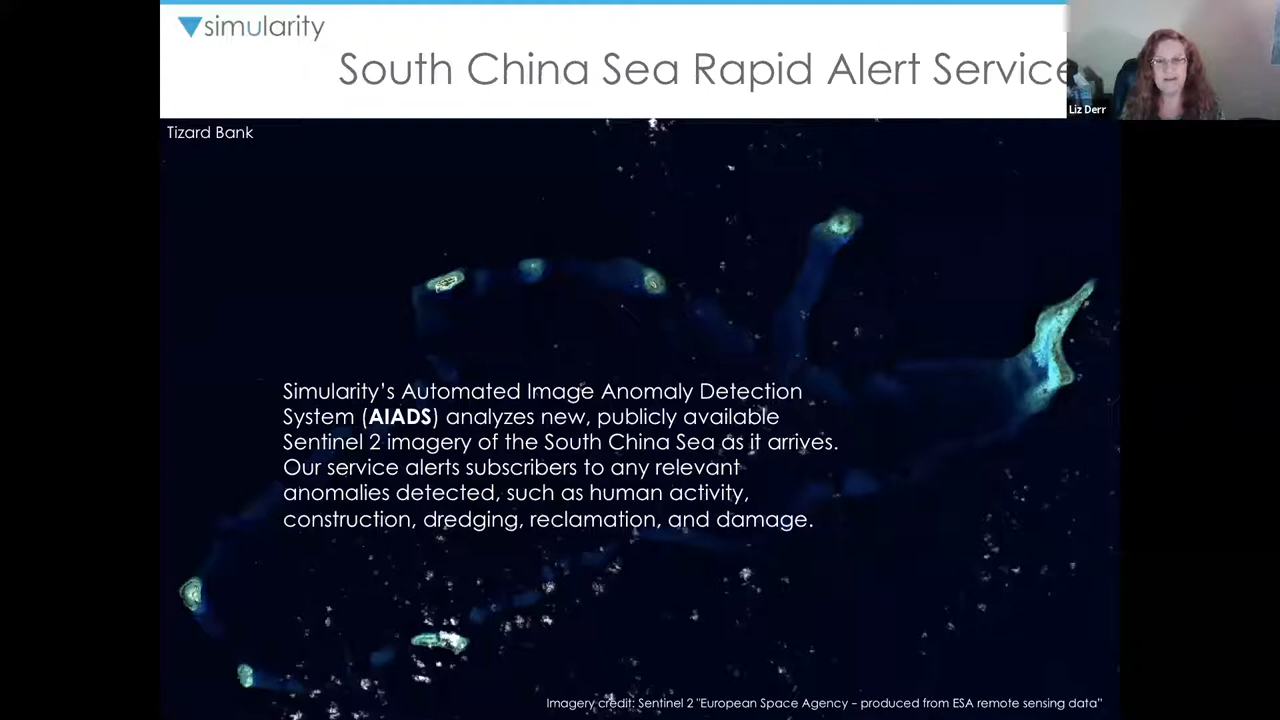 simularity
South China Sea Rapid Alert Service
Liz Derr
Tizard Bank
Simularity's Automated Image Anomaly Detection
System (AIADS) analyzes new, publicly available
Sentinel 2 imagery of the South China Sea as it arrives.
Our service alerts subscribers to any relevant
anomalies detected, such as human activity,
construction, dredging, reclamation, and damage.
Imagery credit: Sentinel 2 "European Space Agency – produced from ESA remote sensing data"